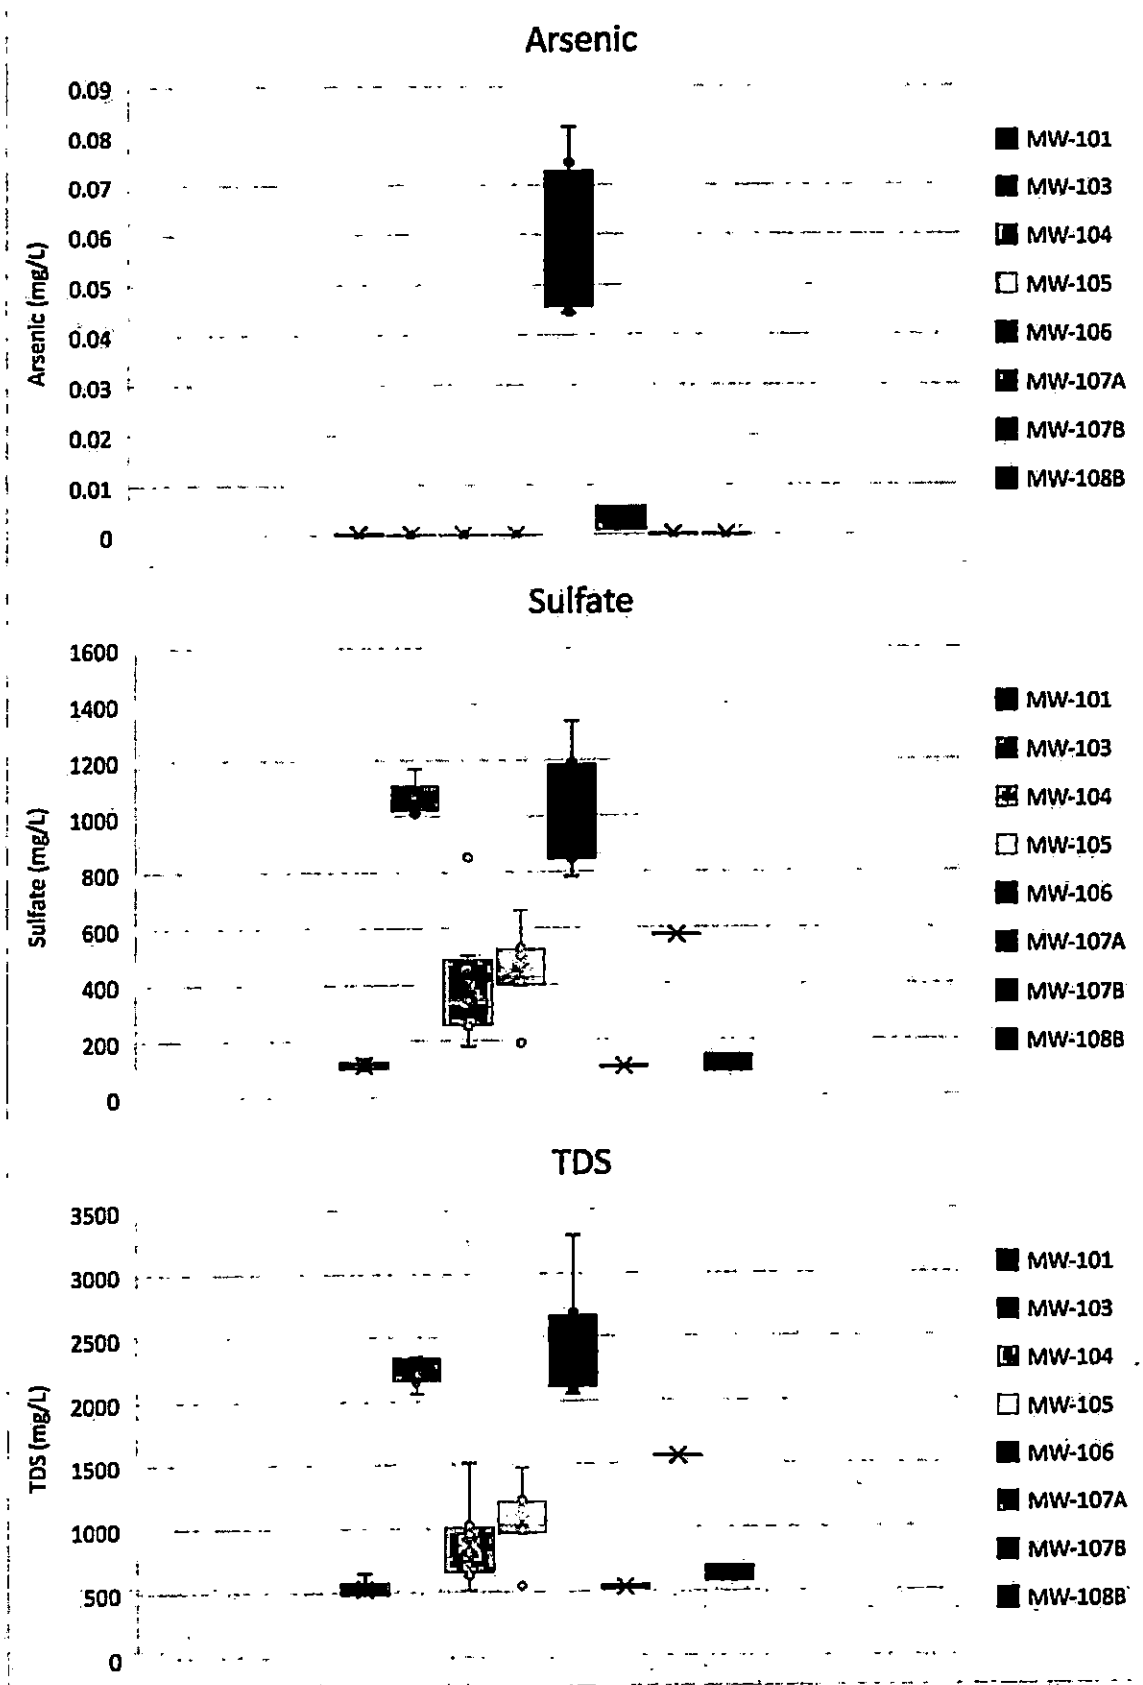 Arsenic
Arsenic (mg/L)
0.09
0.08
0.07
0.06
0.05
0.04
0.03
0.02
0.01
0
MW-101
MW-103
MW-104
MW-105
MW-106
MW-107A
MW-107B
MW-108B
Sulfate
Sulfate (mg/L)
1600
1400
1200
1000
800
600
400
200
0
MW-101
MW-103
MW-104
MW-105
MW-106
MW-107A
MW-107B
MW-108B
TDS
TDS (mg/L)
3500
3000
2500
2000
1500
1000
500
0
MW-101
MW-103
MW-104
MW-105
MW-106
MW-107A
MW-107B
MW-108B